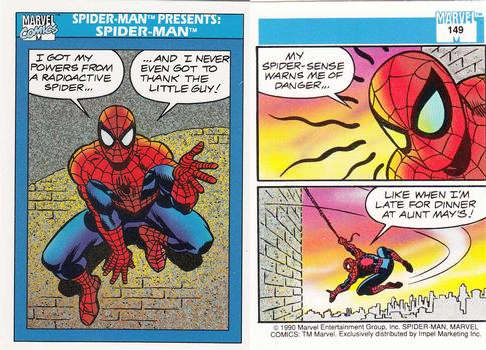 MARVEL
COMICS
SPIDER-MAN™ PRESENTS:
SPIDER-MAN™
I GOT MY
POWERS FROM
A RADIOACTIVE
SPIDER...
...AND I NEVER
EVEN GOT TO
THANK THE
LITTLE GUY!
MARVEL
149
MY
SPIDER-SENSE
WARNS ME OF
DANGER...
LIKE WHEN I'M
LATE FOR DINNER
AT AUNT MAY'S!
© 1990 Marvel Entertainment Group, Inc. SPIDER-MAN, MARVEL
COMICS: TM Marvel. Exclusively distributed by Impel Marketing Inc.